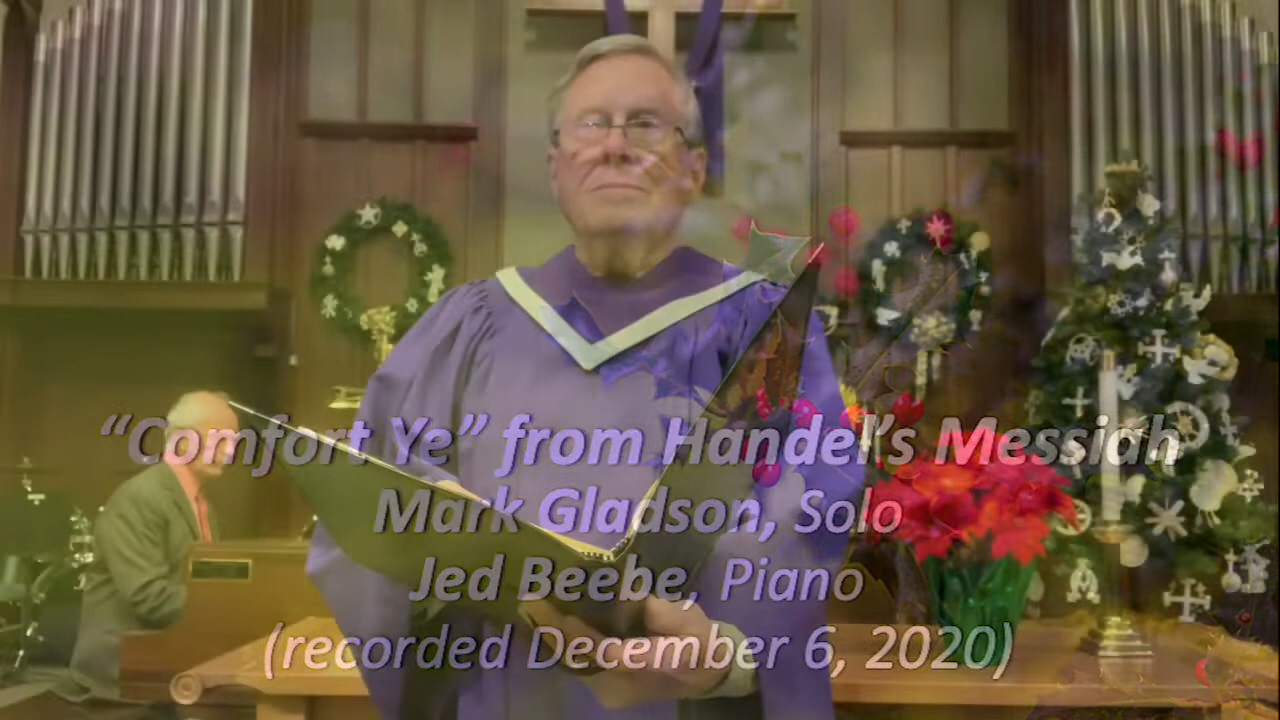 “Comfort Ye” from Handel’s Messiah
Mark Gladson, Solo
Jed Beebe, Piano
(recorded December 6, 2020)